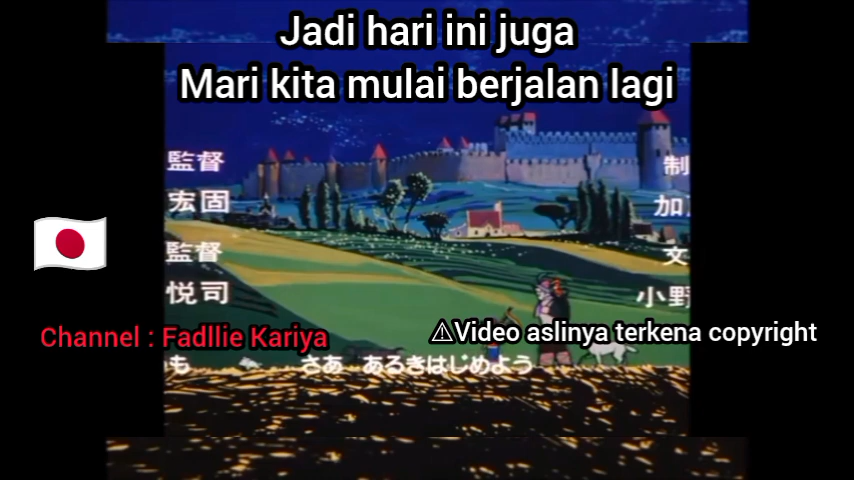 Jadi hari ini juga
Mari kita mulai berjalan lagi
監督
制
宏固
加
監督
文
悦司
小野
Channel : Fadllie Kariya
⚠Video aslinya terkena copyright
も さあ あるきはじめよう